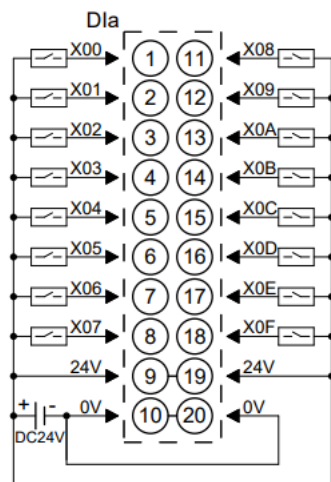 DIa
X00 1 11 X08
X01 2 12 X09
X02 3 13 X0A
X03 4 14 X0B
X04 5 15 X0C
X05 6 16 X0D
X06 7 17 X0E
X07 8 18 X0F
24V 9 19 24V
+ - 0V 10 20 0V
DC24V